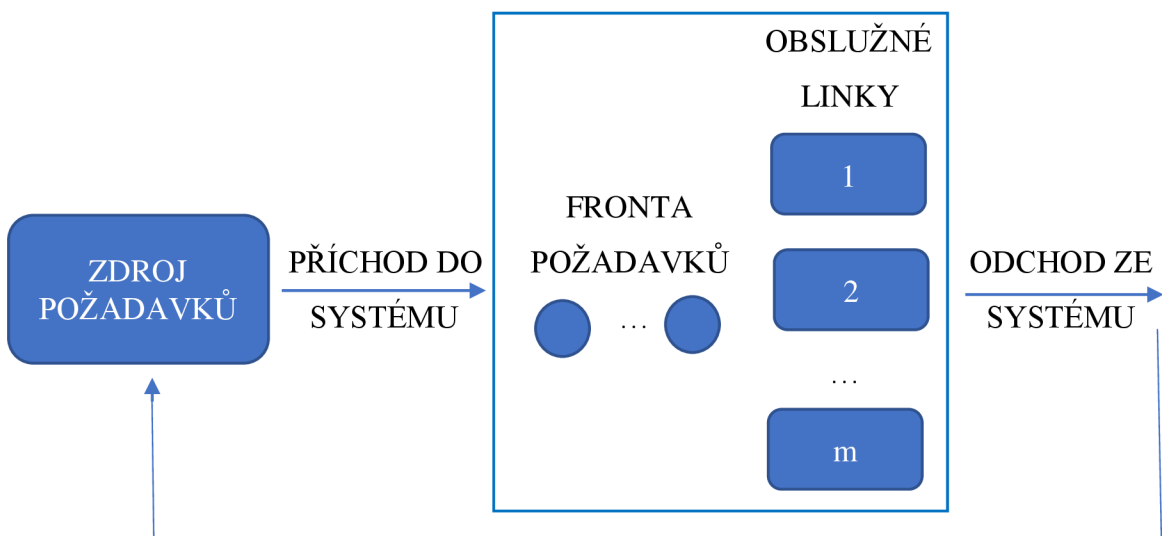 ZDROJ
POŽADAVKŮ
PŘÍCHOD DO
SYSTÉMU
FRONTA
POŽADAVKŮ
...
OBSLUŽNÉ
LINKY
1
2
...
m
ODCHOD ZE
SYSTÉMU